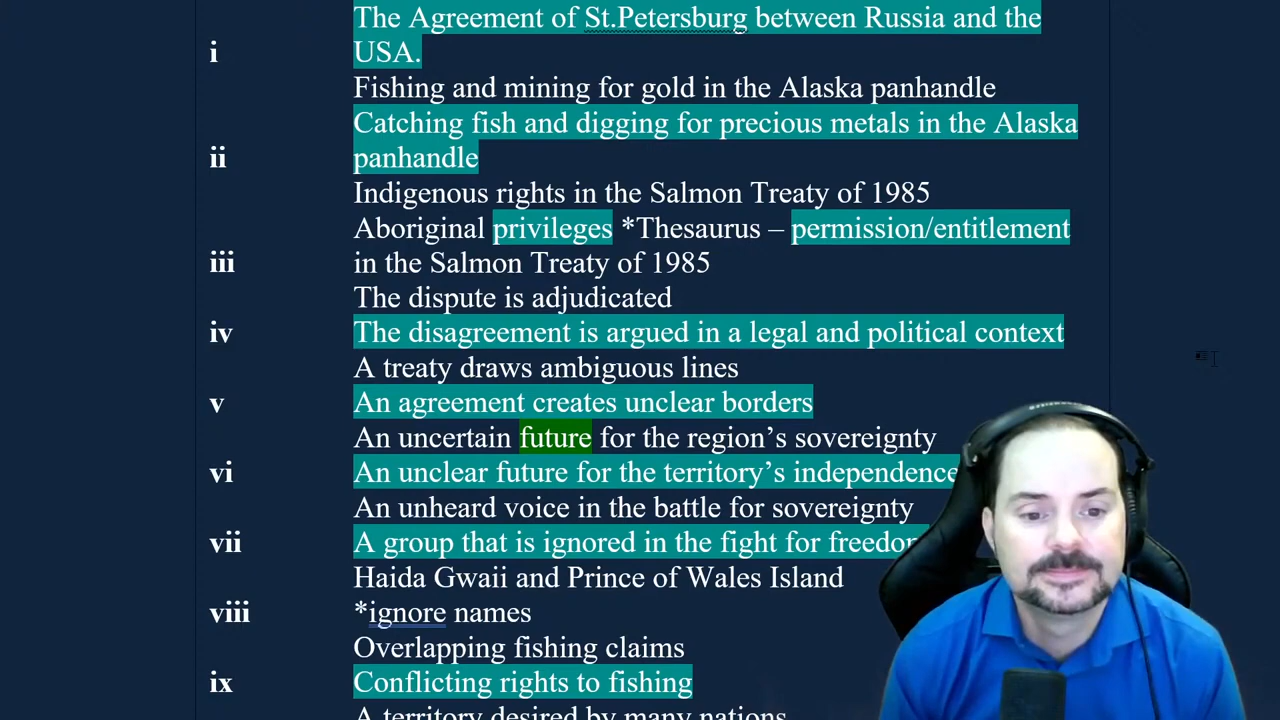 The Agreement of St.Petersburg between Russia and the
i
USA.
Fishing and mining for gold in the Alaska panhandle
Catching fish and digging for precious metals in the Alaska
ii
panhandle
Indigenous rights in the Salmon Treaty of 1985
Aboriginal privileges *Thesaurus – permission/entitlement
iii
in the Salmon Treaty of 1985
The dispute is adjudicated
iv
The disagreement is argued in a legal and political context
A treaty draws ambiguous lines
v
An agreement creates unclear borders
An uncertain future for the region’s sovereignty
vi
An unclear future for the territory’s independence
An unheard voice in the battle for sovereignty
vii
A group that is ignored in the fight for
Haida Gwaii and Prince of Wales Island
viii
*ignore names
Overlapping fishing claims
ix
Conflicting rights to fishing
A territory desired by many nations